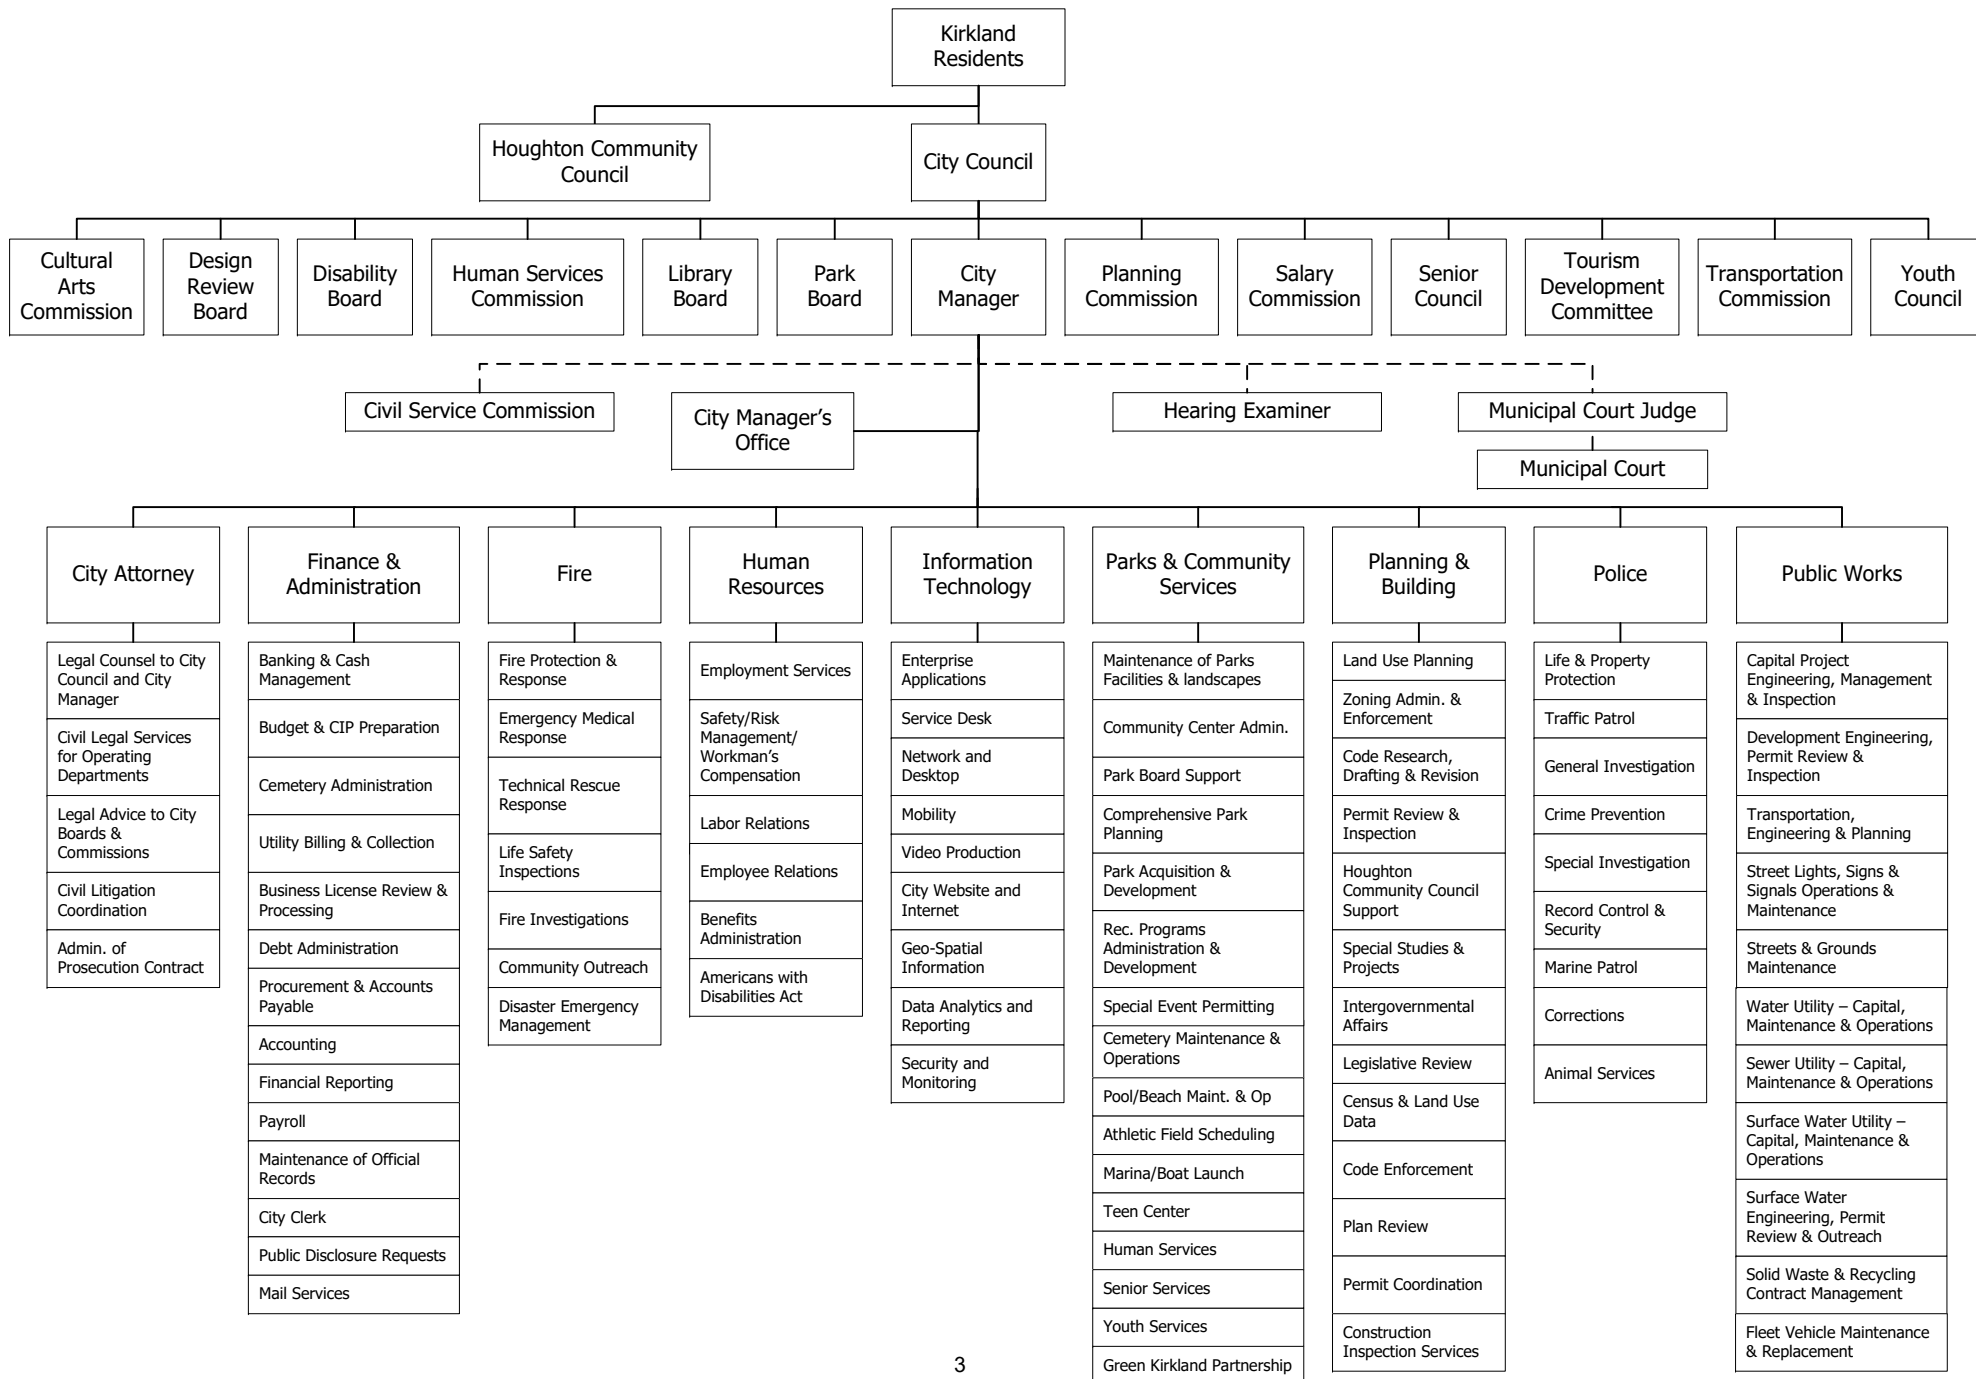 Kirkland
Residents
Houghton Community
Council
City Council
Cultural
Arts
Commission
Design
Review
Board
Disability
Board
Human Services
Commission
Library
Board
Park
Board
City
Manager
Planning
Commission
Salary
Commission
Senior
Council
Tourism
Development
Committee
Transportation
Commission
Youth
Council
Civil Service Commission
City Manager's
Office
Hearing Examiner
Municipal Court Judge
Municipal Court
City Attorney
Legal Counsel to City
Council and City
Manager
Civil Legal Services
for Operating
Departments
Legal Advice to City
Boards &
Commissions
Civil Litigation
Coordination
Admin. of
Prosecution Contract
Finance &
Administration
Banking & Cash
Management
Budget & CIP Preparation
Cemetery Administration
Utility Billing & Collection
Business License Review &
Processing
Debt Administration
Procurement & Accounts
Payable
Accounting
Financial Reporting
Payroll
Maintenance of Official
Records
City Clerk
Public Disclosure Requests
Mail Services
Fire
Fire Protection &
Response
Emergency Medical
Response
Technical Rescue
Response
Life Safety
Inspections
Fire Investigations
Community Outreach
Disaster Emergency
Management
Human
Resources
Employment Services
Safety/Risk
Management/
Workman's
Compensation
Labor Relations
Employee Relations
Benefits
Administration
Americans with
Disabilities Act
Information
Technology
Enterprise
Applications
Service Desk
Network and
Desktop
Mobility
Video Production
City Website and
Internet
Geo-Spatial
Information
Data Analytics and
Reporting
Security and
Monitoring
Parks & Community
Services
Maintenance of Parks
Facilities & landscapes
Community Center Admin.
Park Board Support
Comprehensive Park
Planning
Park Acquisition &
Development
Rec. Programs
Administration &
Development
Special Event Permitting
Cemetery Maintenance &
Operations
Pool/Beach Maint. & Op
Athletic Field Scheduling
Marina/Boat Launch
Teen Center
Human Services
Senior Services
Youth Services
Green Kirkland Partnership
Planning &
Building
Land Use Planning
Zoning Admin. &
Enforcement
Code Research,
Drafting & Revision
Permit Review &
Inspection
Houghton
Community Council
Support
Special Studies &
Projects
Intergovernmental
Affairs
Legislative Review
Census & Land Use
Data
Code Enforcement
Plan Review
Permit Coordination
Construction
Inspection Services
Police
Life & Property
Protection
Traffic Patrol
General Investigation
Crime Prevention
Special Investigation
Record Control &
Security
Marine Patrol
Corrections
Animal Services
Public Works
Capital Project
Engineering, Management
& Inspection
Development Engineering,
Permit Review &
Inspection
Transportation,
Engineering & Planning
Street Lights, Signs &
Signals Operations &
Maintenance
Streets & Grounds
Maintenance
Water Utility – Capital,
Maintenance & Operations
Sewer Utility – Capital,
Maintenance & Operations
Surface Water Utility –
Capital, Maintenance &
Operations
Surface Water
Engineering, Permit
Review & Outreach
Solid Waste & Recycling
Contract Management
Fleet Vehicle Maintenance
& Replacement
3